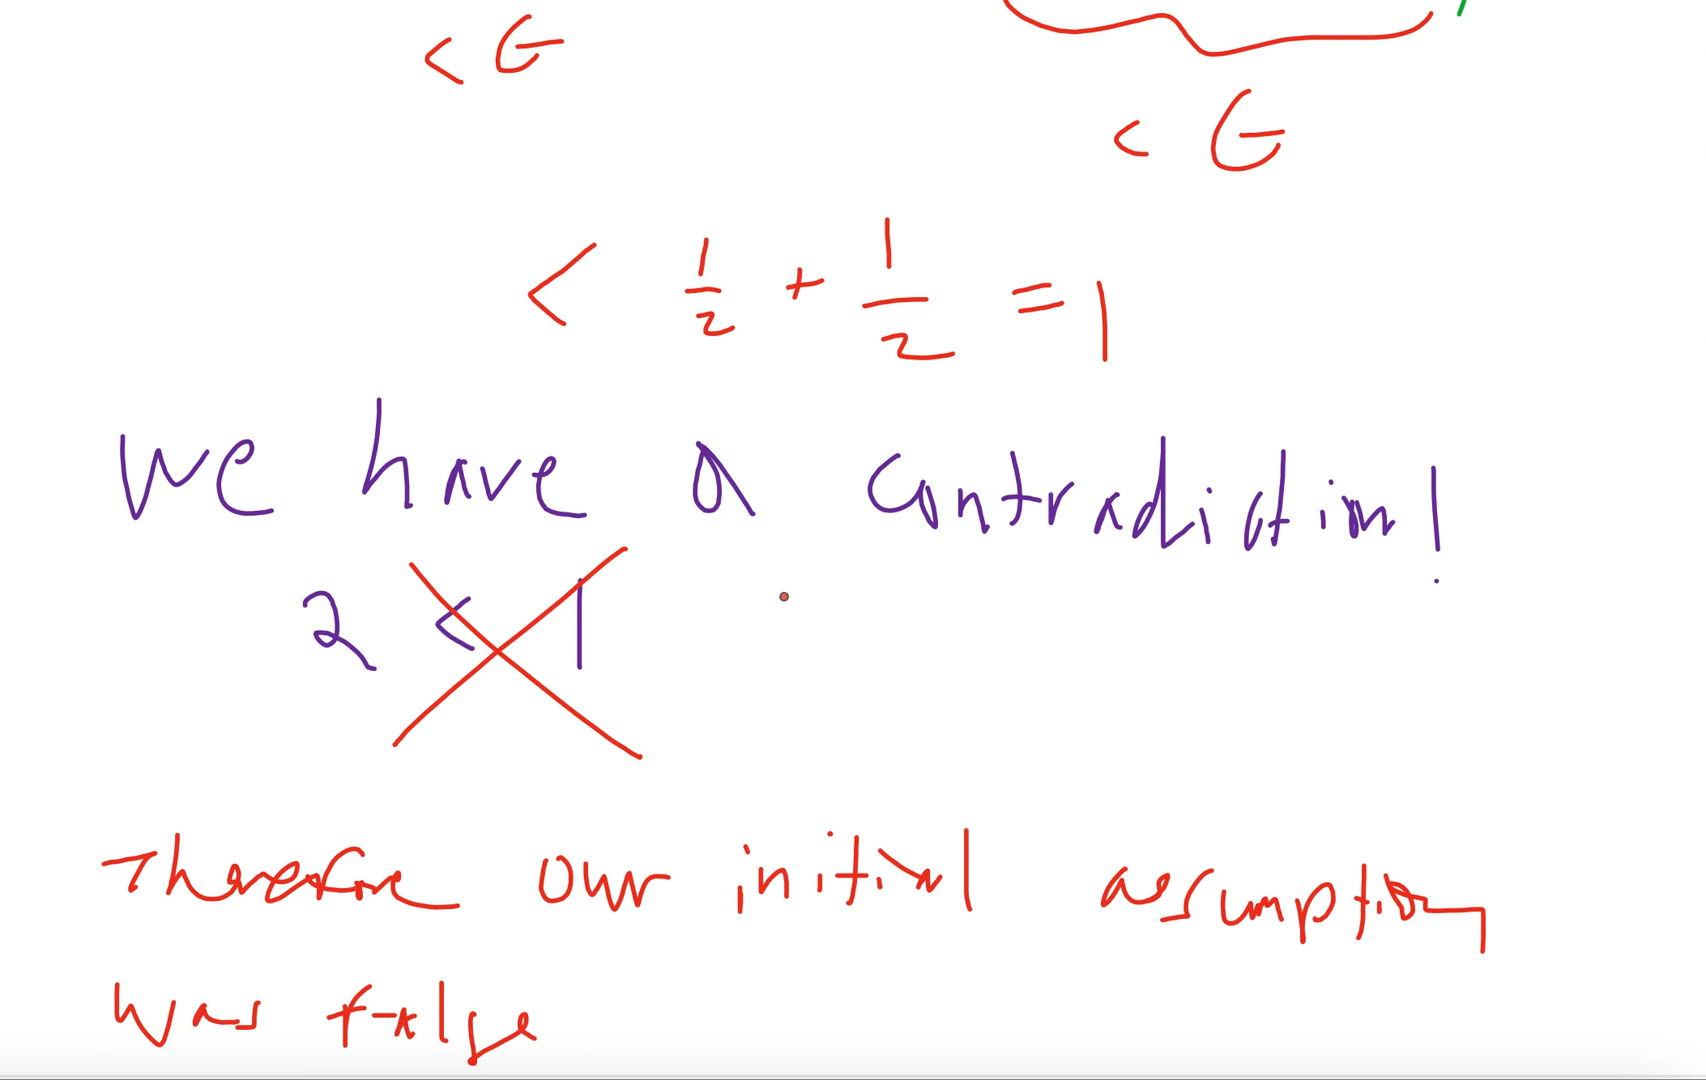 < ε
< ε
< 1/2 + 1/2 = 1
we have a contradiction!
2 < 1
Therefore our initial assumption
was false